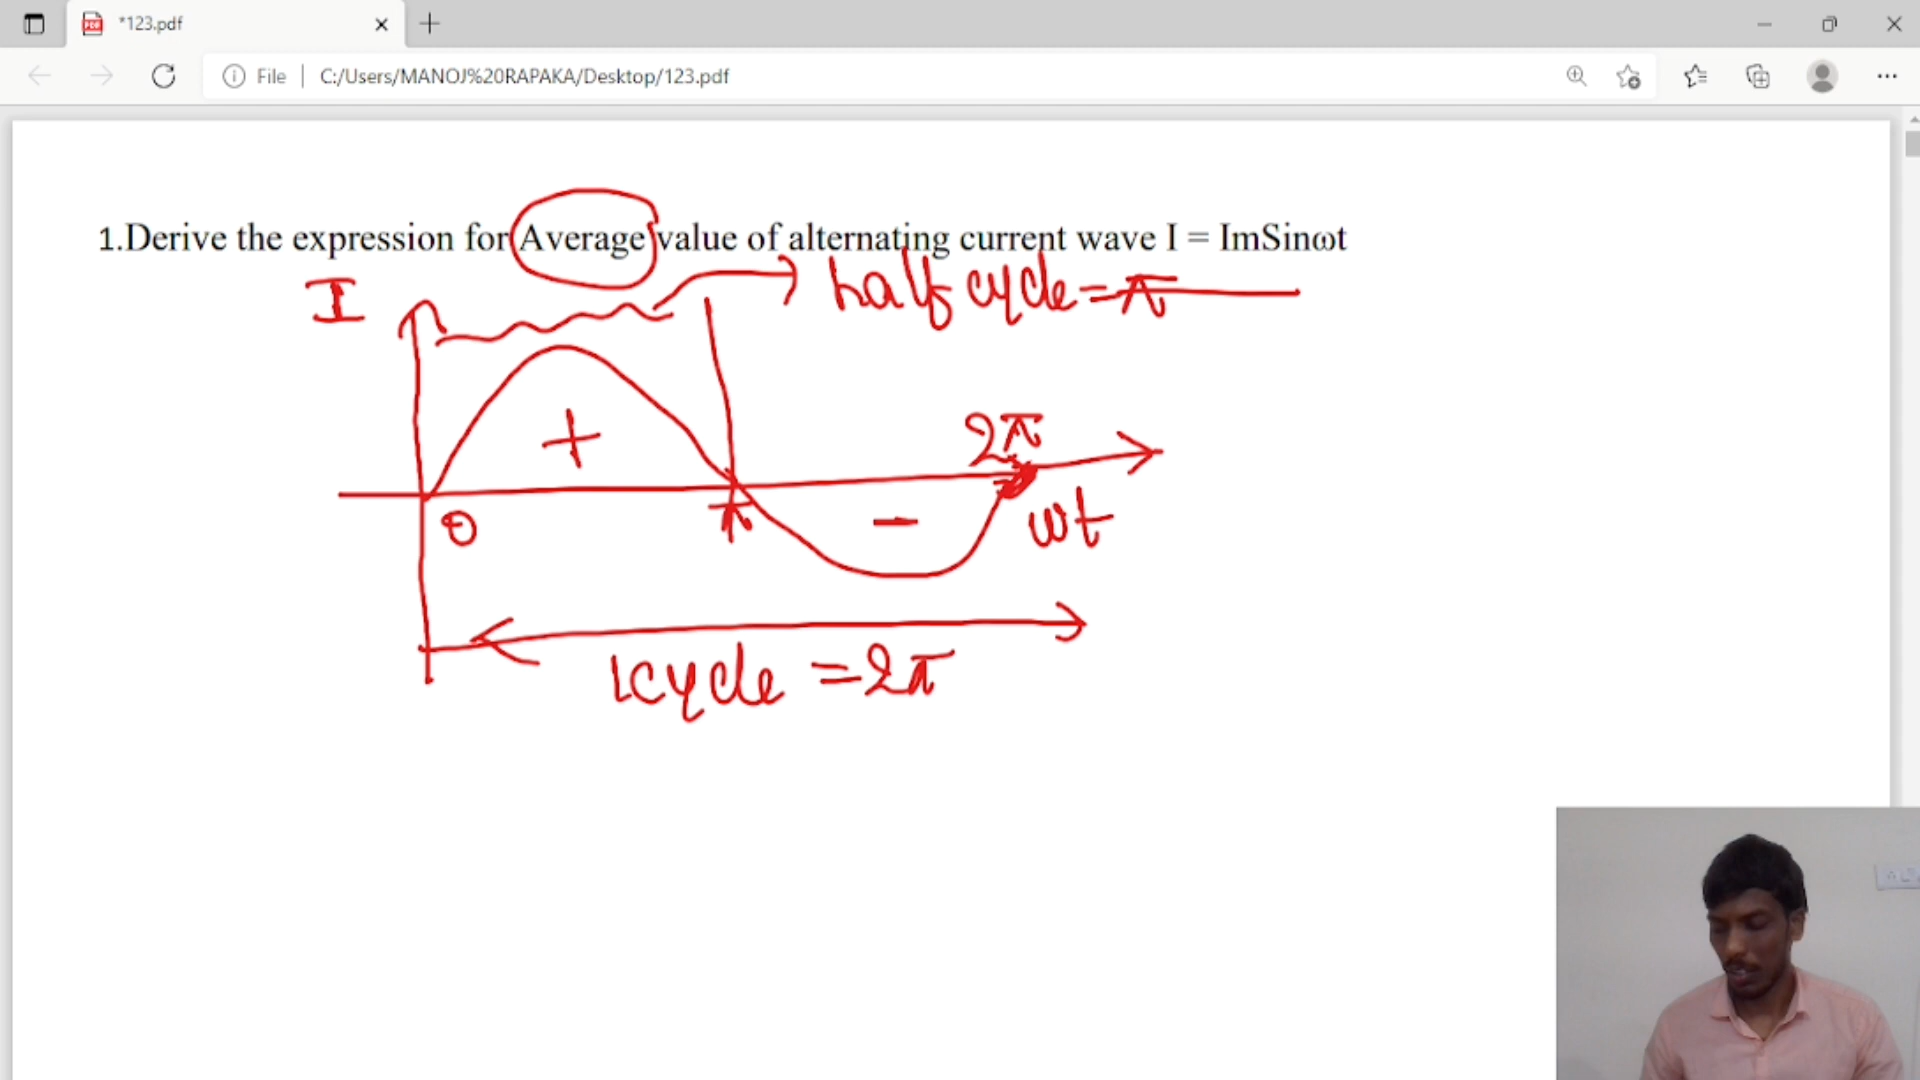 *123.pdf
File
C:/Users/MANOJ%20RAPAKA/Desktop/123.pdf
1.Derive the expression for Average value of alternating current wave I = ImSinωt
I
half cycle = π
+
2π
0
π
-
wt
1cycle = 2π